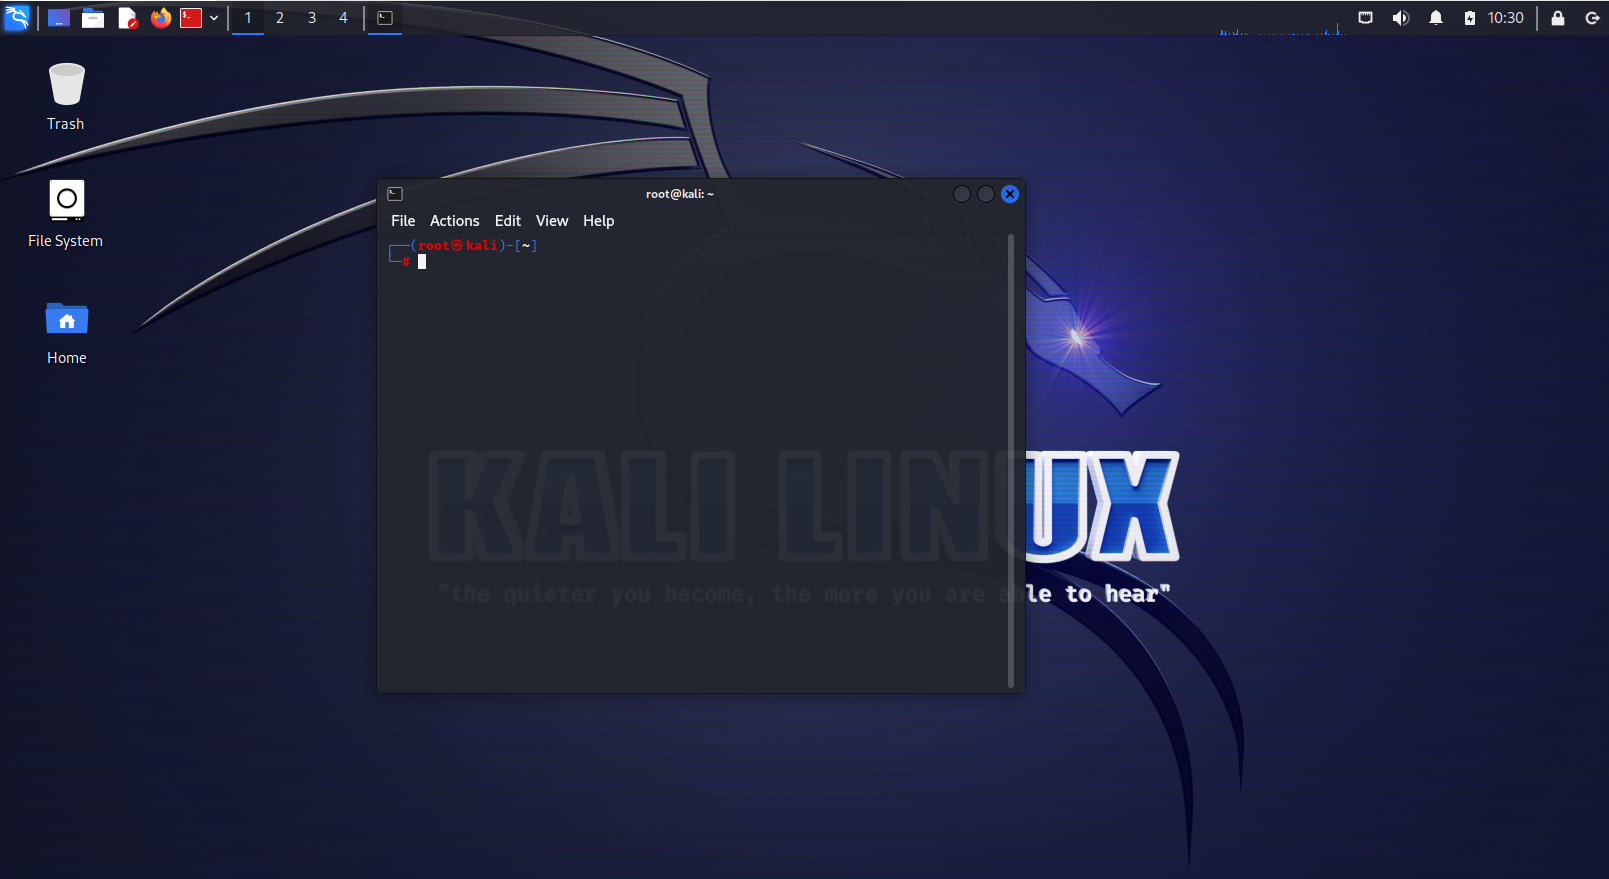 1 2 3 4
10:30
Trash
File System
Home
root@kali: ~
File Actions Edit View Help
┌──(root㉿kali)-[~]
└─#
KALI LINUX
"the quieter you become, the more you are able to hear"